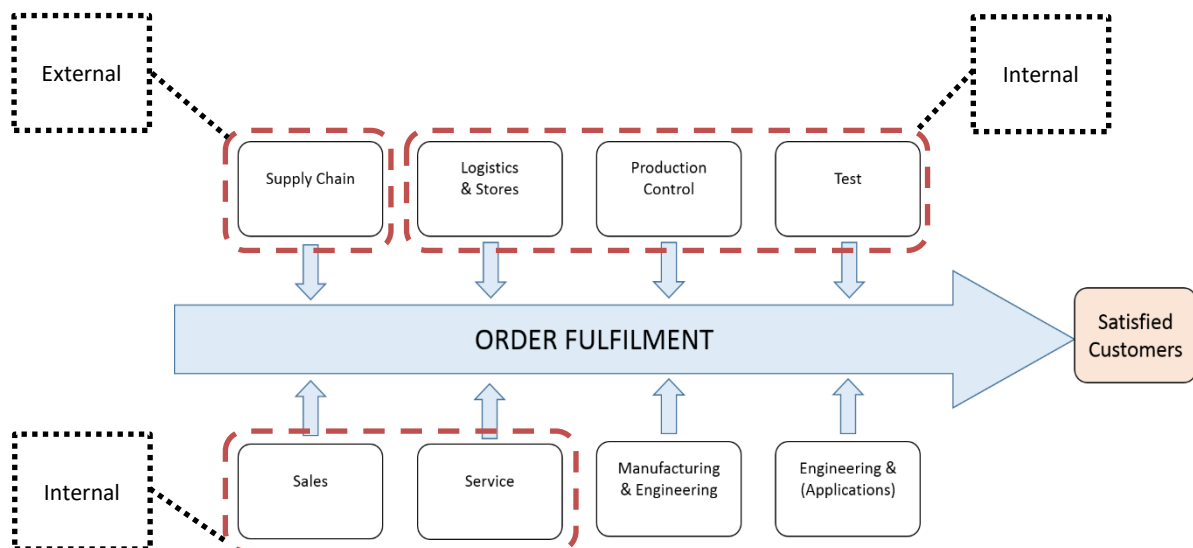 External
Internal
Supply Chain
Logistics
& Stores
Production
Control
Test
ORDER FULFILMENT
Satisfied
Customers
Internal
Sales
Service
Manufacturing
& Engineering
Engineering &
(Applications)